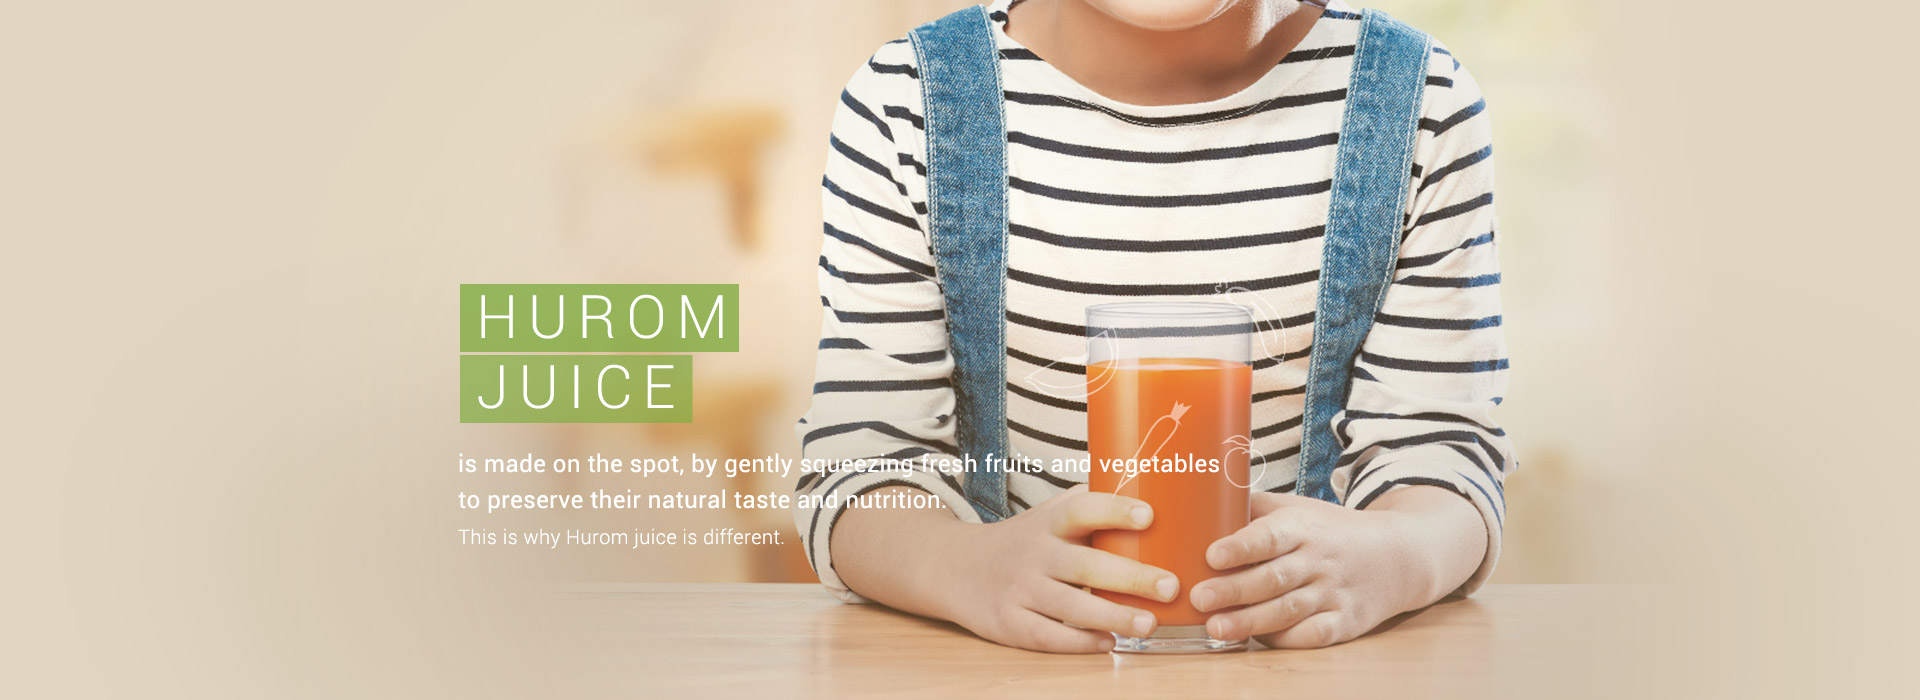 HUROM
JUICE
is made on the spot, by gently squeezing fresh fruits and vegetables
to preserve their natural taste and nutrition.
This is why Hurom juice is different.